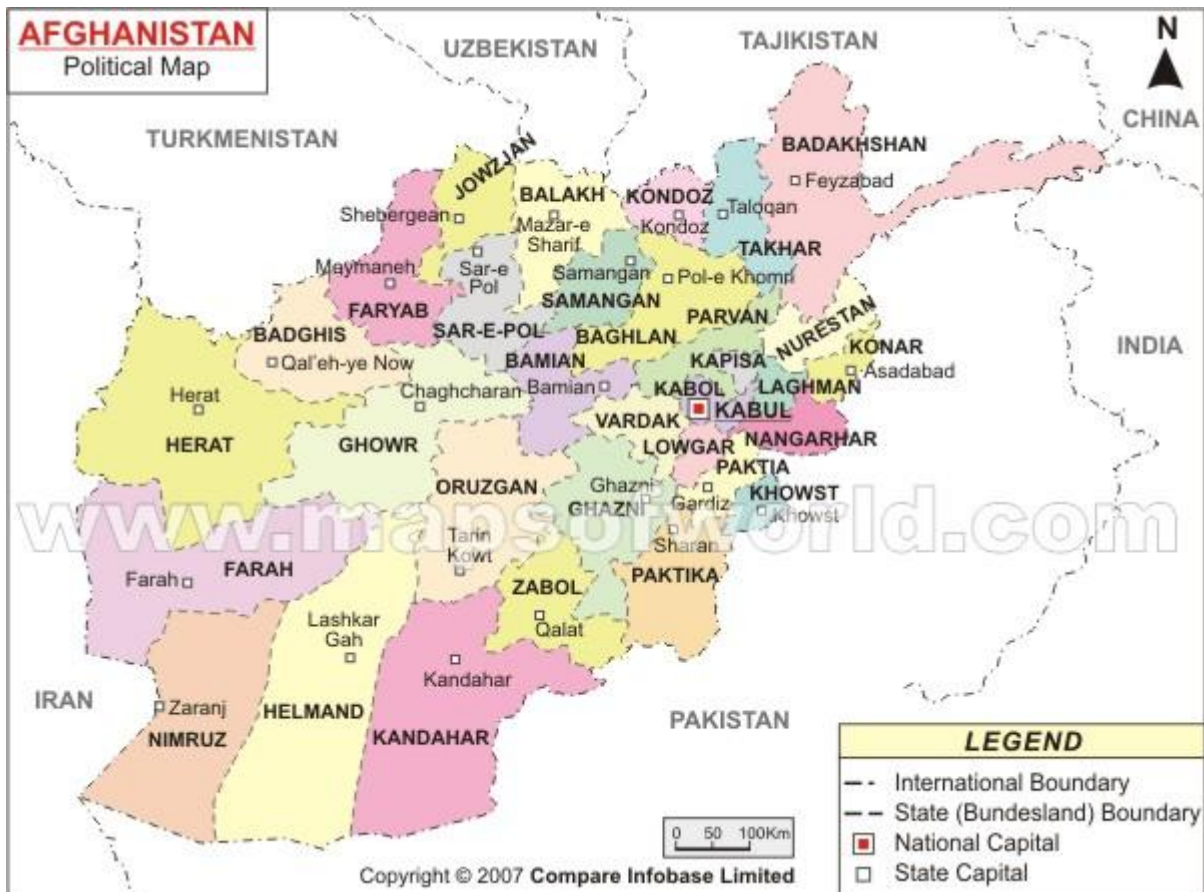 AFGHANISTAN
Political Map
UZBEKISTAN
TAJIKISTAN
N
CHINA
TURKMENISTAN
JOWZJAN
BADAKHSHAN
BALAKH
KONDOZ
Feyzabad
Shebergean
Mazar-e
Sharif
Kondoz
Taloqan
TAKHAR
Meymaneh
Sar-e
Pol
Samangan
Pol-e Khomri
FARYAB
SAMANGAN
PARVAN
NURESTAN
BADGHIS
SAR-E-POL
BAGHLAN
KONAR
INDIA
Qal'eh-ye Now
BAMIAN
KAPISA
Asadabad
Herat
Chaghcharan
Bamian
KABOL
LAGHMAN
KABUL
HERAT
GHOWR
VARDAK
NANGARHAR
LOWGAR
PAKTIA
ORUZGAN
Ghazni
Gardiz
KHOWST
GHAZNI
Khowst
www.mapsofworld.com
Tarin
Kowt
Sharan
Farah
FARAH
ZABOL
PAKTIKA
Lashkar
Gah
Qalat
Kandahar
IRAN
Zaranj
HELMAND
PAKISTAN
NIMRUZ
KANDAHAR
LEGEND
International Boundary
State (Bundesland) Boundary
National Capital
State Capital
0 50 100Km
Copyright © 2007 Compare Infobase Limited